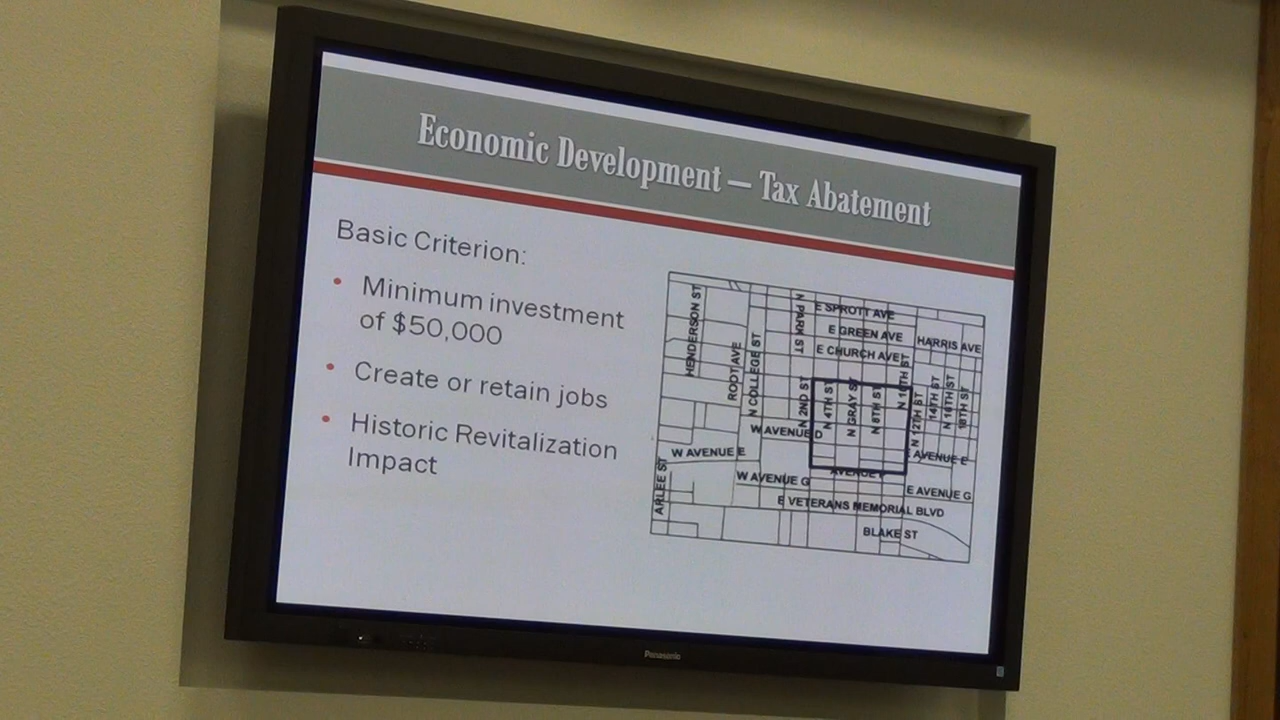 Economic Development – Tax Abatement
Basic Criterion:
• Minimum investment
of $50,000
• Create or retain jobs
• Historic Revitalization
Impact
HENDERSON ST
ROOT AVE
N COLLEGE ST
N PARK ST
E SPROTT AVE
E GREEN AVE
HARRIS AVE
E CHURCH AVE
N 2ND ST
N 4TH ST
N GRAY ST
N 8TH ST
N 10TH ST
N 12TH ST
14TH ST
N 16TH ST
18TH ST
W AVENUE D
W AVENUE E
AVENUE E
W AVENUE G
AVENUE F
E AVENUE G
ARLEE ST
E VETERANS MEMORIAL BLVD
BLAKE ST
Panasonic